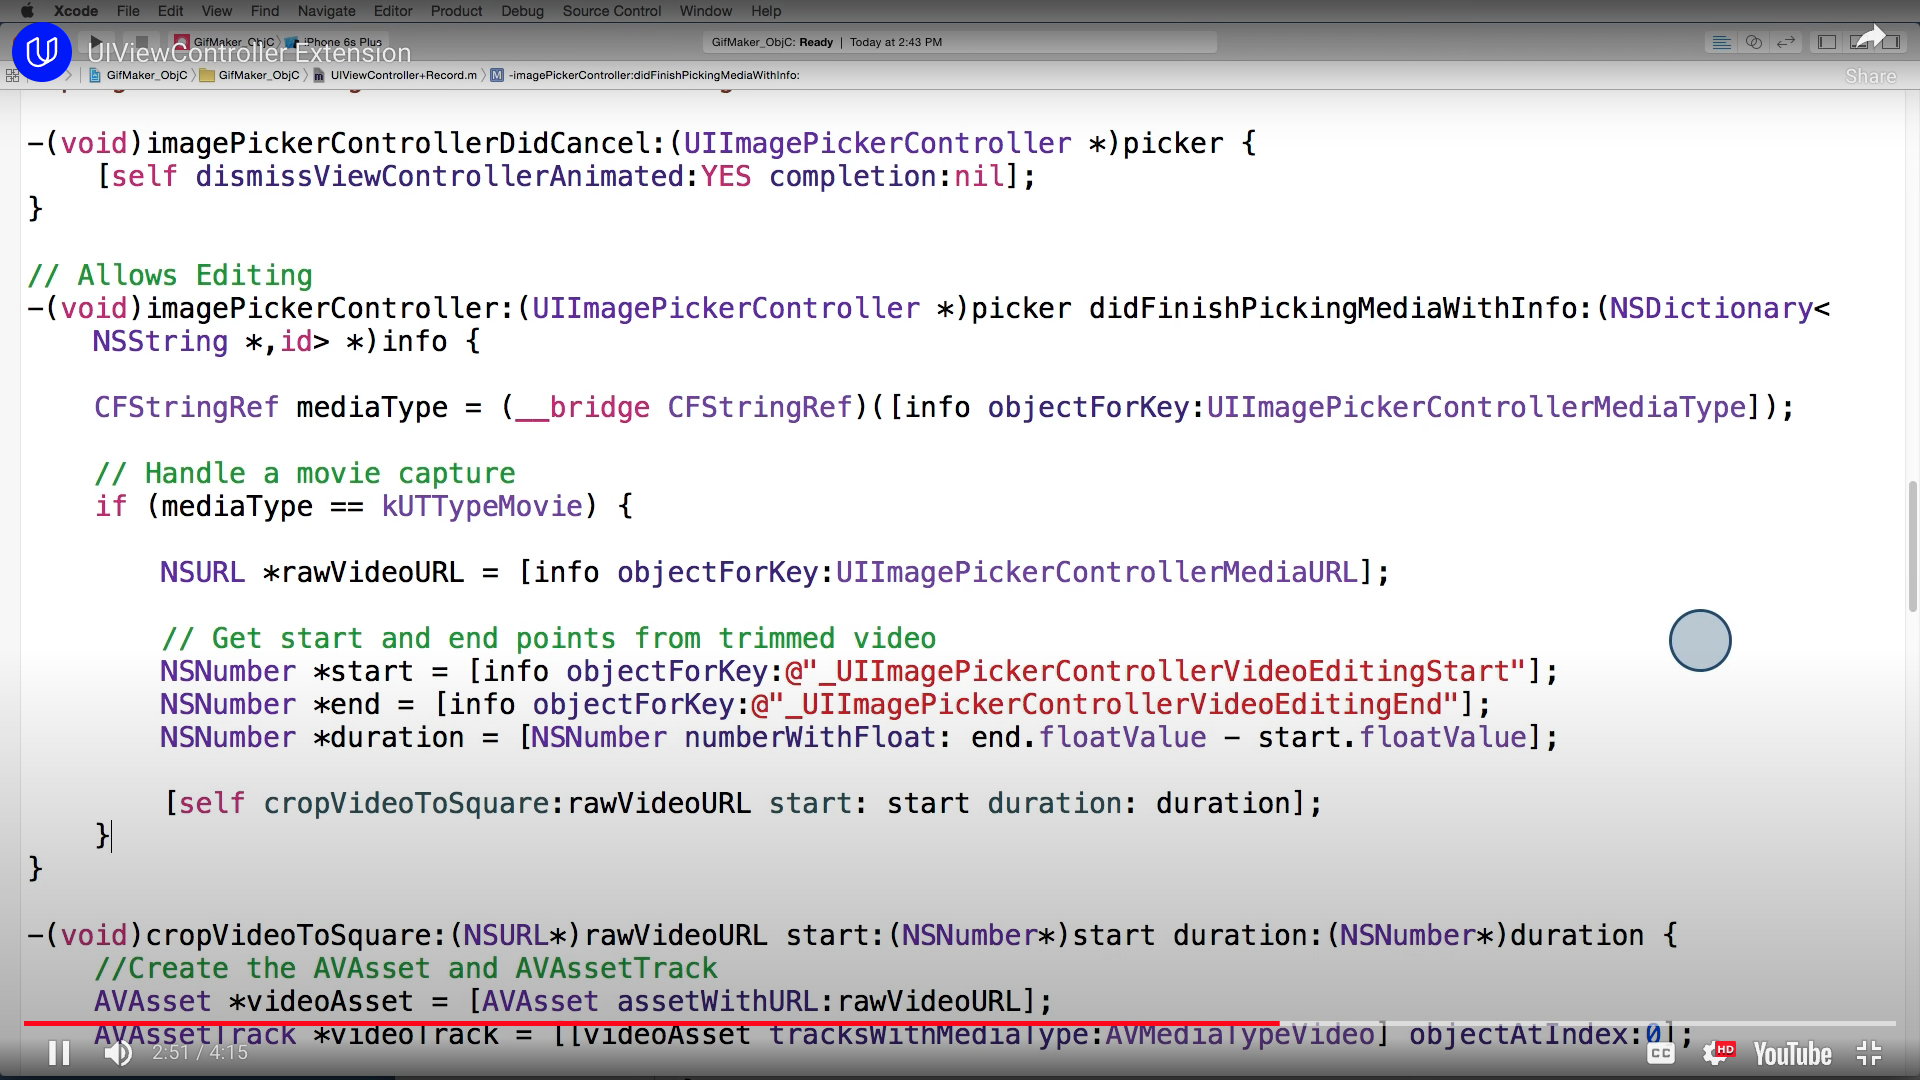 Xcode File Edit View Find Navigate Editor Product Debug Source Control Window Help
GifMaker_ObjC iPhone 6s Plus
GifMaker_ObjC: Ready | Today at 2:43 PM
UIViewController Extension
GifMaker_ObjC GifMaker_ObjC UIViewController+Record.m M -imagePickerController:didFinishPickingMediaWithInfo:
Share
-(void)imagePickerControllerDidCancel:(UIImagePickerController *)picker {
[self dismissViewControllerAnimated:YES completion:nil];
}
// Allows Editing
-(void)imagePickerController:(UIImagePickerController *)picker didFinishPickingMediaWithInfo:(NSDictionary<
NSString *,id> *)info {
CFStringRef mediaType = (__bridge CFStringRef)([info objectForKey:UIImagePickerControllerMediaType]);
// Handle a movie capture
if (mediaType == kUTTypeMovie) {
NSURL *rawVideoURL = [info objectForKey:UIImagePickerControllerMediaURL];
// Get start and end points from trimmed video
NSNumber *start = [info objectForKey:@"_UIImagePickerControllerVideoEditingStart"];
NSNumber *end = [info objectForKey:@"_UIImagePickerControllerVideoEditingEnd"];
NSNumber *duration = [NSNumber numberWithFloat: end.floatValue - start.floatValue];
[self cropVideoToSquare:rawVideoURL start: start duration: duration];
}
}
-(void)cropVideoToSquare:(NSURL*)rawVideoURL start:(NSNumber*)start duration:(NSNumber*)duration {
//Create the AVAsset and AVAssetTrack
AVAsset *videoAsset = [AVAsset assetWithURL:rawVideoURL];
AVAssetTrack *videoTrack = [[videoAsset tracksWithMediaType:AVMediaTypeVideo] objectAtIndex:0];
2:51 / 4:15
CC HD YouTube